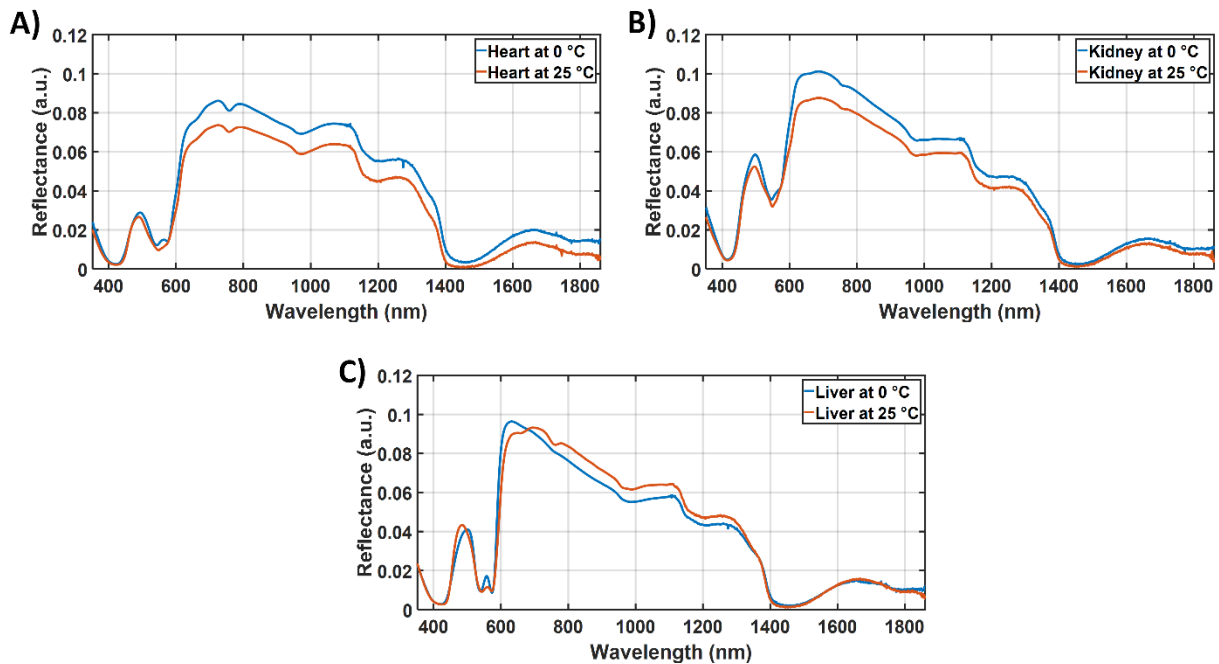 A)
0.12
0.1
0.08
0.06
0.04
0.02
0
Reflectance (a.u.)
Heart at 0 °C
Heart at 25 °C
400 600 800 1000 1200 1400 1600 1800
Wavelength (nm)
B)
0.12
0.1
0.08
0.06
0.04
0.02
0
Reflectance (a.u.)
Kidney at 0 °C
Kidney at 25 °C
400 600 800 1000 1200 1400 1600 1800
Wavelength (nm)
C)
0.12
0.1
0.08
0.06
0.04
0.02
0
Reflectance (a.u.)
Liver at 0 °C
Liver at 25 °C
400 600 800 1000 1200 1400 1600 1800
Wavelength (nm)